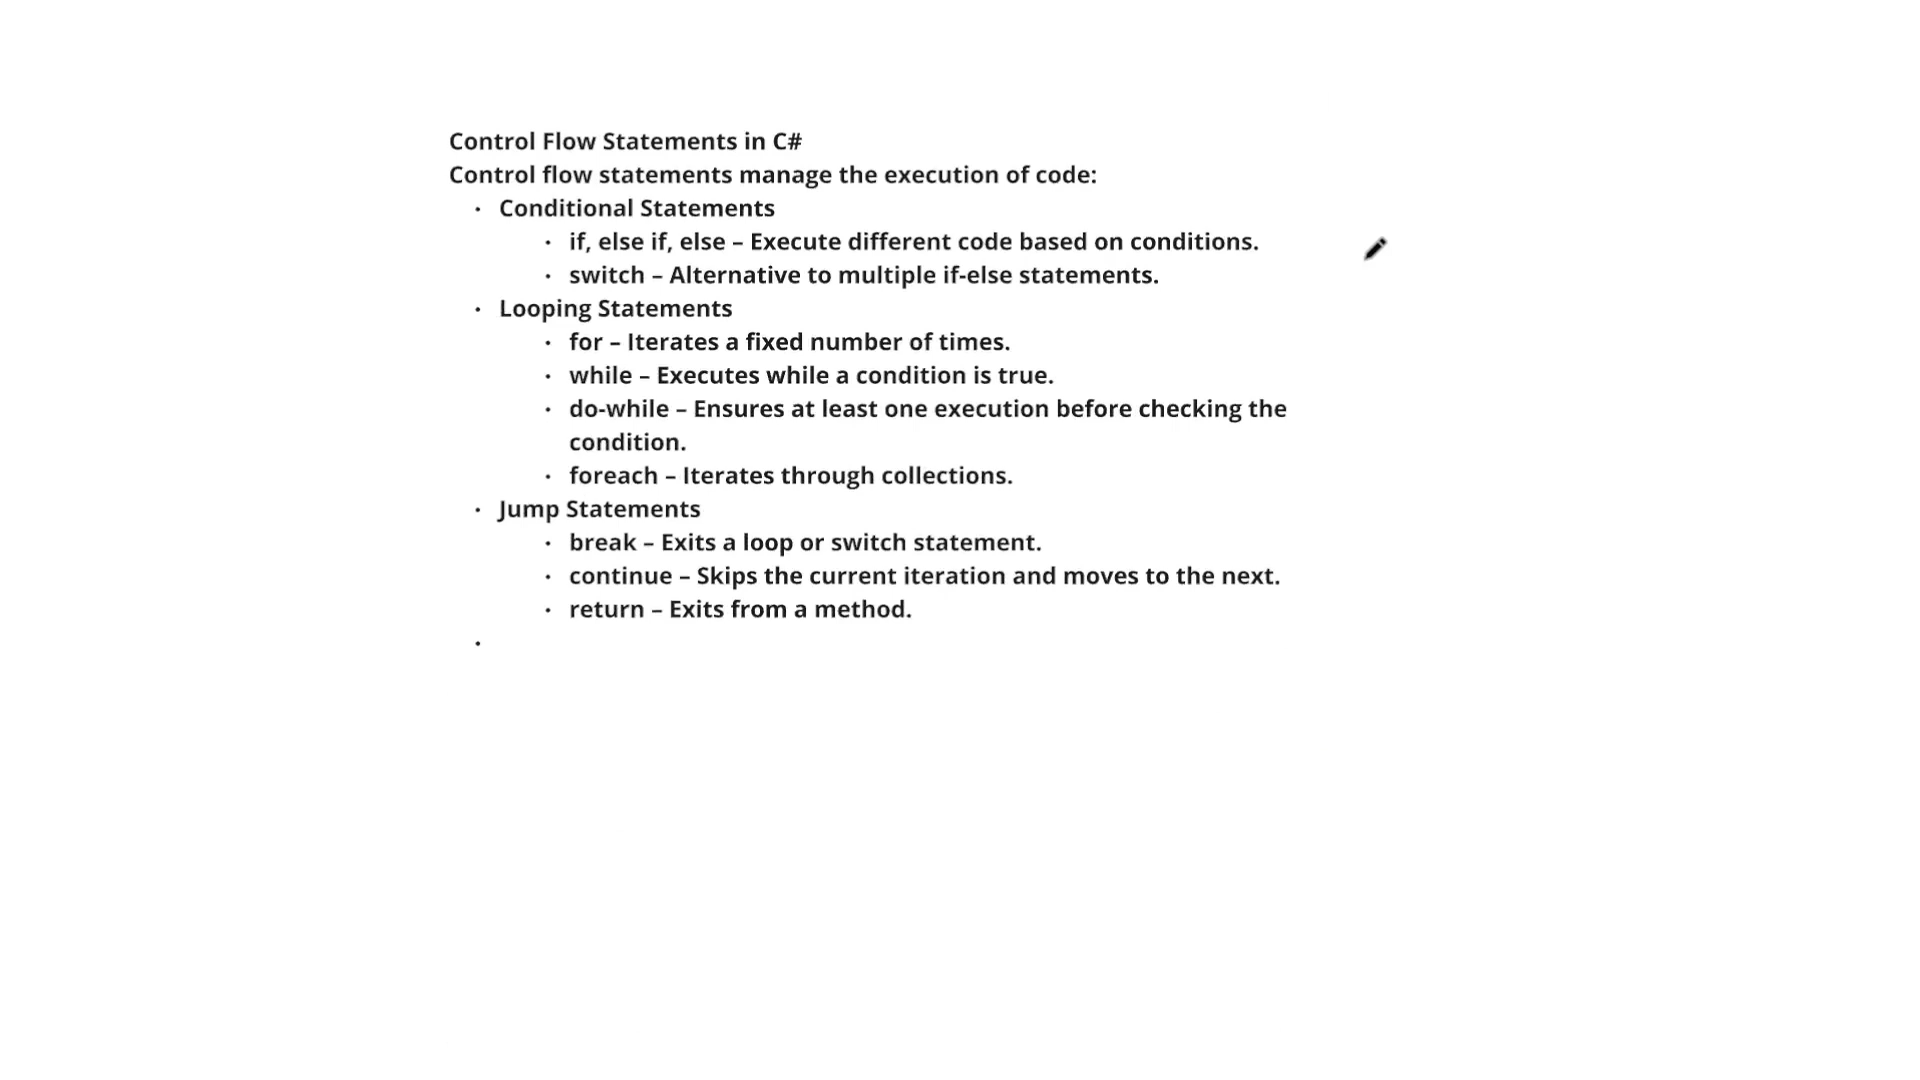 Control Flow Statements in C#
Control flow statements manage the execution of code:
• Conditional Statements
• if, else if, else – Execute different code based on conditions.
• switch – Alternative to multiple if-else statements.
• Looping Statements
• for – Iterates a fixed number of times.
• while – Executes while a condition is true.
• do-while – Ensures at least one execution before checking the
condition.
• foreach – Iterates through collections.
• Jump Statements
• break – Exits a loop or switch statement.
• continue – Skips the current iteration and moves to the next.
• return – Exits from a method.
•